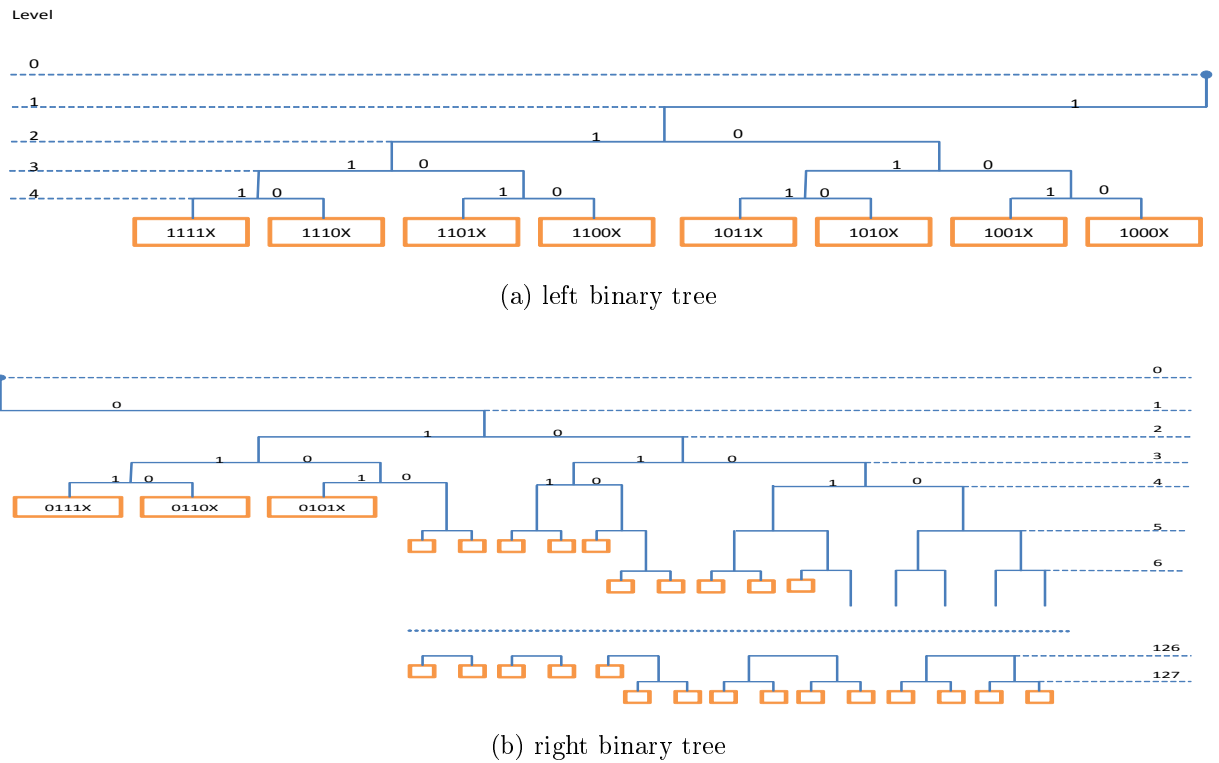 Level
0
1 1
2 1 0
3 1 0 1 0
4 1 0 1 0 1 0 1 0
1111X 1110X 1101X 1100X 1011X 1010X 1001X 1000X
(a) left binary tree
0
0 1
1 0 2
1 0 1 0 3
1 0 1 0 1 0 1 0 4
0111X 0110X 0101X
5
6
126
127
(b) right binary tree